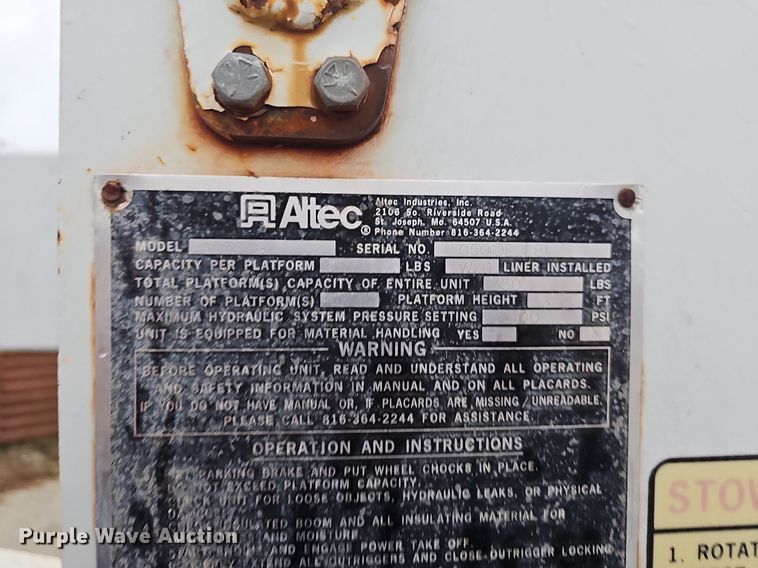 Altec
Altec Industries, Inc.
2106 So. Riverside Road
St. Joseph, Mo. 64507 U.S.A.
® Phone Number 816-364-2244
MODEL SERIAL NO.
CAPACITY PER PLATFORM LBS W LINER INSTALLED
TOTAL PLATFORM(S) CAPACITY OF ENTIRE UNIT LBS
NUMBER OF PLATFORM(S) PLATFORM HEIGHT FT
MAXIMUM HYDRAULIC SYSTEM PRESSURE SETTING PSI
UNIT IS EQUIPPED FOR MATERIAL HANDLING YES NO
WARNING
BEFORE OPERATING UNIT, READ AND UNDERSTAND ALL OPERATING
AND SAFETY INFORMATION IN MANUAL AND ON ALL PLACARDS.
IF YOU DO NOT HAVE MANUAL OR, IF PLACARDS ARE MISSING/UNREADABLE,
PLEASE CALL 816-364-2244 FOR ASSISTANCE
OPERATION AND INSTRUCTIONS
PARKING BRAKE AND PUT WHEEL CHOCKS IN PLACE.
EXCEED PLATFORM CAPACITY.
UNIT FOR LOOSE OBJECTS, HYDRAULIC LEAKS, OR PHYSICAL
BOOM AND ALL INSULATING MATERIAL FOR
AND MOISTURE.
AND ENGAGE POWER TAKE OFF.
EXTEND ALL OUTRIGGERS AND CLOSE OUTRIGGER LOCKING
STOW
1. ROTAT
Purple Wave Auction